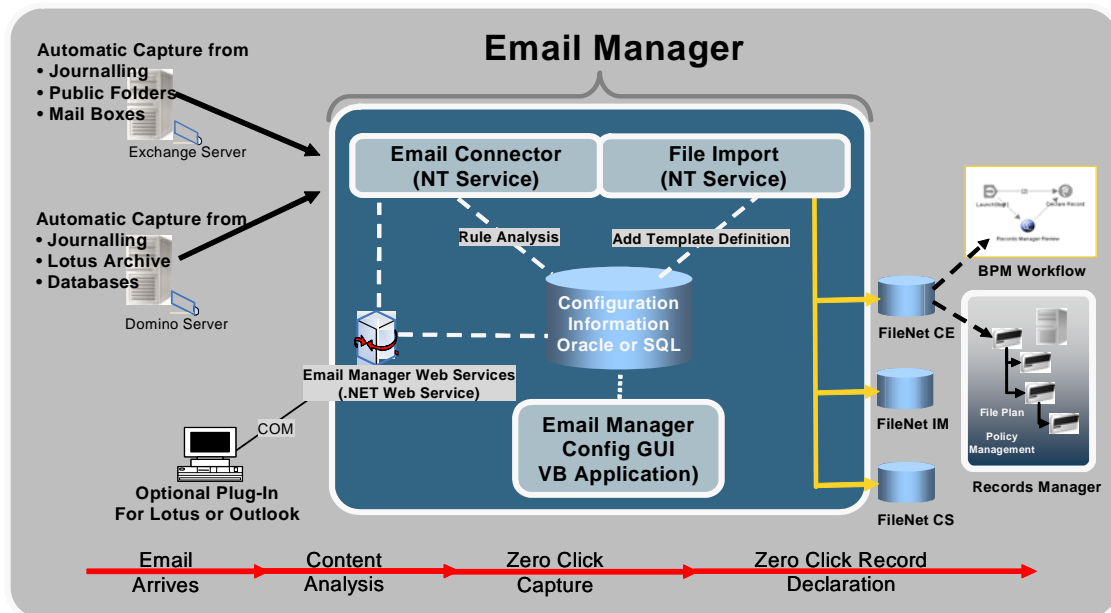 Email Manager
Automatic Capture from
• Journalling
• Public Folders
• Mail Boxes
Exchange Server
Automatic Capture from
• Journalling
• Lotus Archive
• Databases
Domino Server
Email Connector
(NT Service)
File Import
(NT Service)
Rule Analysis
Add Template Definition
Configuration
Information
Oracle or SQL
Email Manager Web Services
(.NET Web Service)
COM
Optional Plug-In
For Lotus or Outlook
Email Manager
Config GUI
VB Application)
FileNet CE
FileNet IM
FileNet CS
Declare Record
Records Manager Preview
BPM Workflow
File Plan
Policy
Management
Records Manager
Email
Arrives
Content
Analysis
Zero Click
Capture
Zero Click Record
Declaration